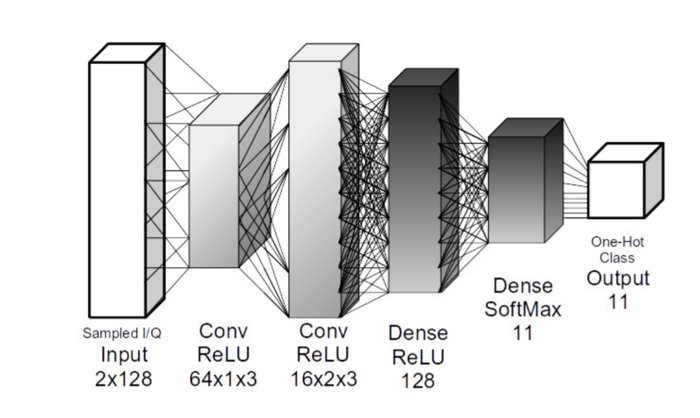 Sampled I/Q
Input
2x128
Conv
ReLU
64x1x3
Conv
ReLU
16x2x3
Dense
ReLU
128
Dense
SoftMax
11
One-Hot
Class
Output
11